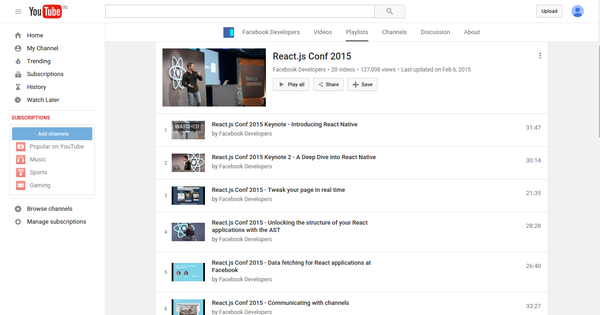 YouTube IN
Upload
Home
My Channel
Trending
Subscriptions
History
Watch Later
SUBSCRIPTIONS
Add channels
Popular on YouTube
Music
Sports
Gaming
Browse channels
Manage subscriptions
Facebook Developers Videos Playlists Channels Discussion About
React.js Conf 2015
Facebook Developers • 20 videos • 127,008 views • Last updated on Feb 6, 2015
Play all Share Save
1 WATCHED React.js Conf 2015 Keynote - Introducing React Native 31:47
by Facebook Developers
2 React.js Conf 2015 Keynote 2 - A Deep Dive into React Native 30:14
by Facebook Developers
3 React.js Conf 2015 - Tweak your page in real time 21:35
by Facebook Developers
4 React.js Conf 2015 - Unlocking the structure of your React 28:28
applications with the AST
by Facebook Developers
5 React.js Conf 2015 - Data fetching for React applications at 26:40
Facebook
by Facebook Developers
6 React.js Conf 2015 - Communicating with channels 33:27
by Facebook Developers